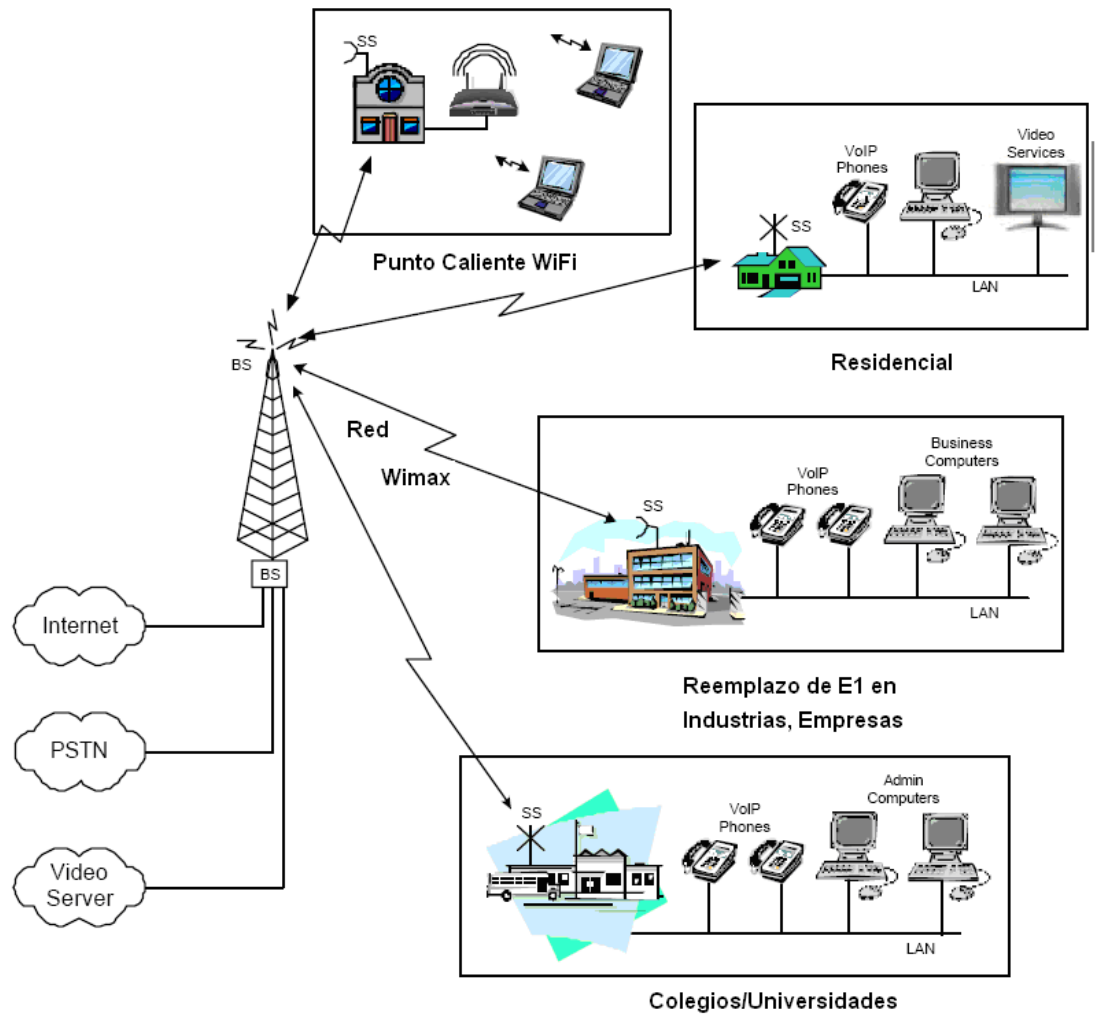 SS
Punto Caliente WiFi
VoIP
Phones
Video
Services
SS
LAN
Residencial
BS
Red
Wimax
SS
VoIP
Phones
Business
Computers
LAN
Reemplazo de E1 en
Industrias, Empresas
BS
Internet
PSTN
Video
Server
SS
VoIP
Phones
Admin
Computers
LAN
Colegios/Universidades